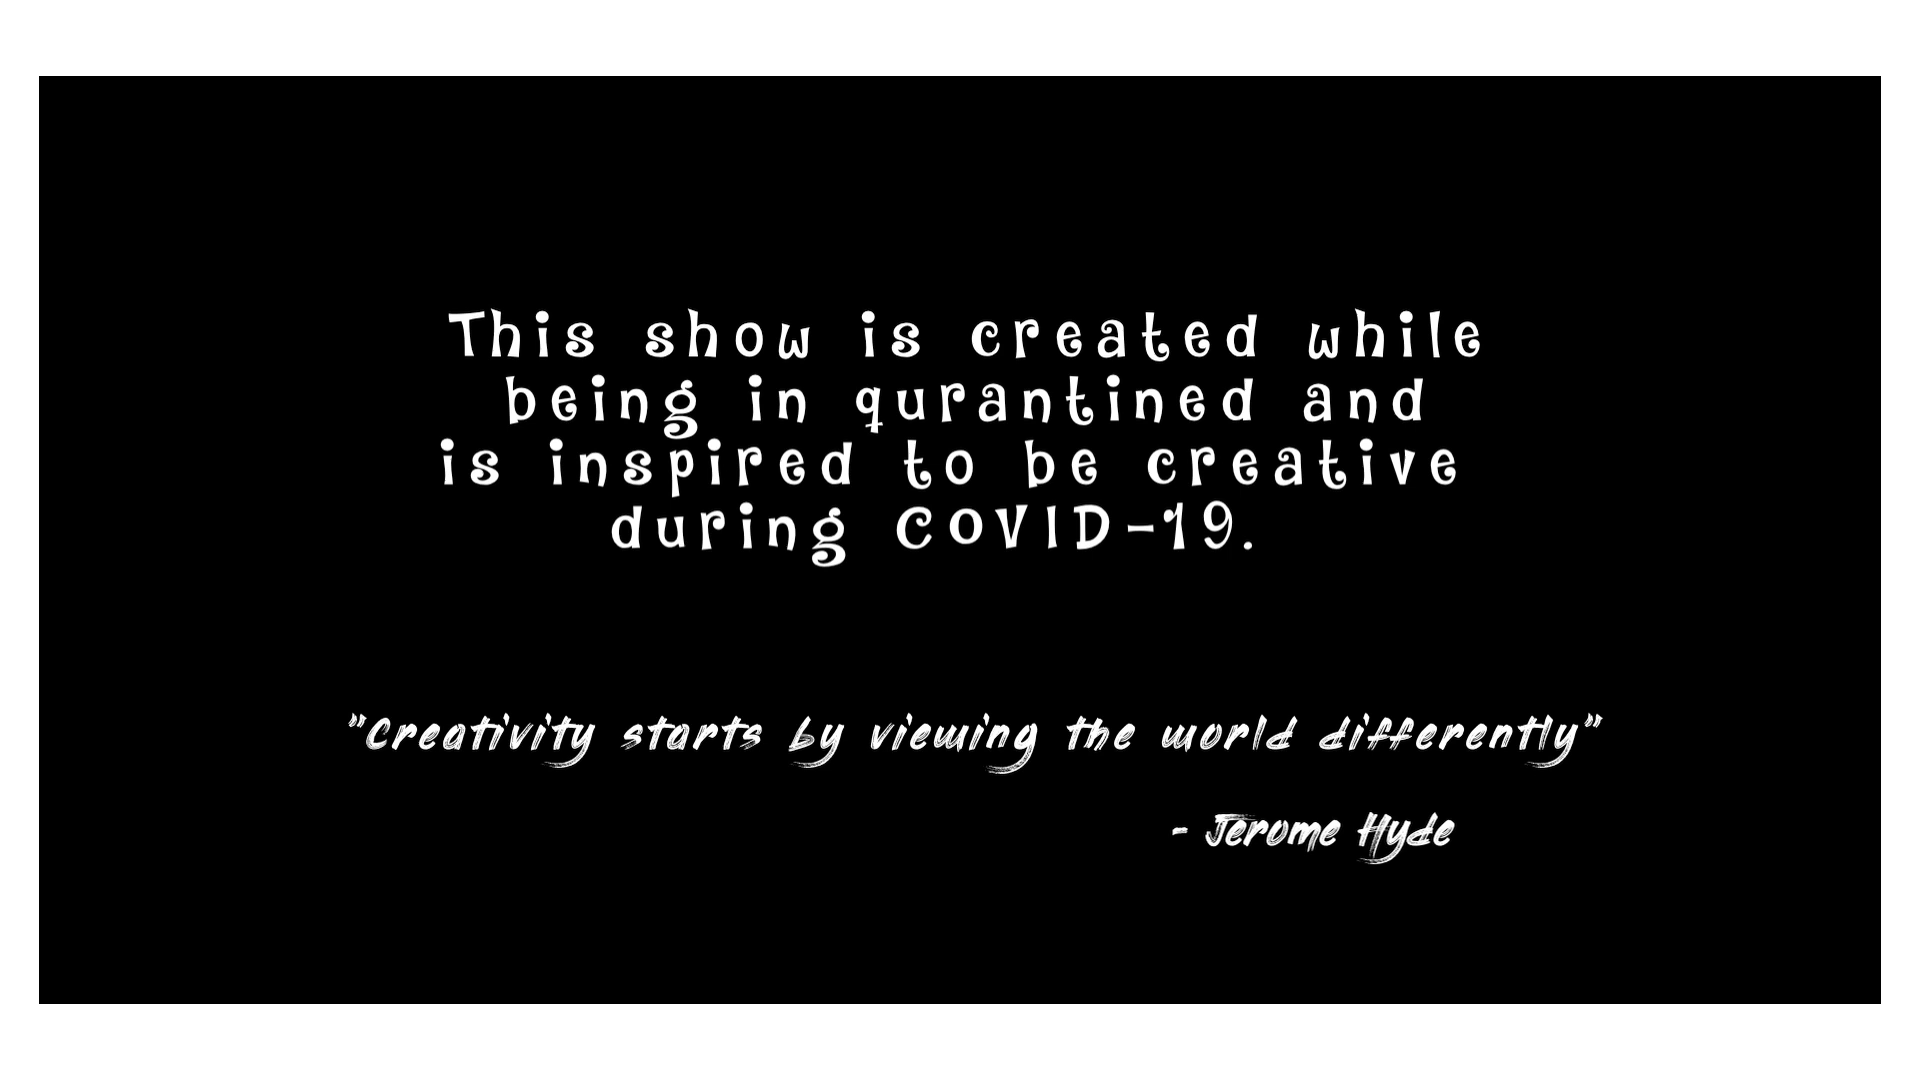 This show is created while
being in qurantined and
is inspired to be creative
during COVID-19.
"Creativity starts by viewing the world differently"
- Jerome Hyde